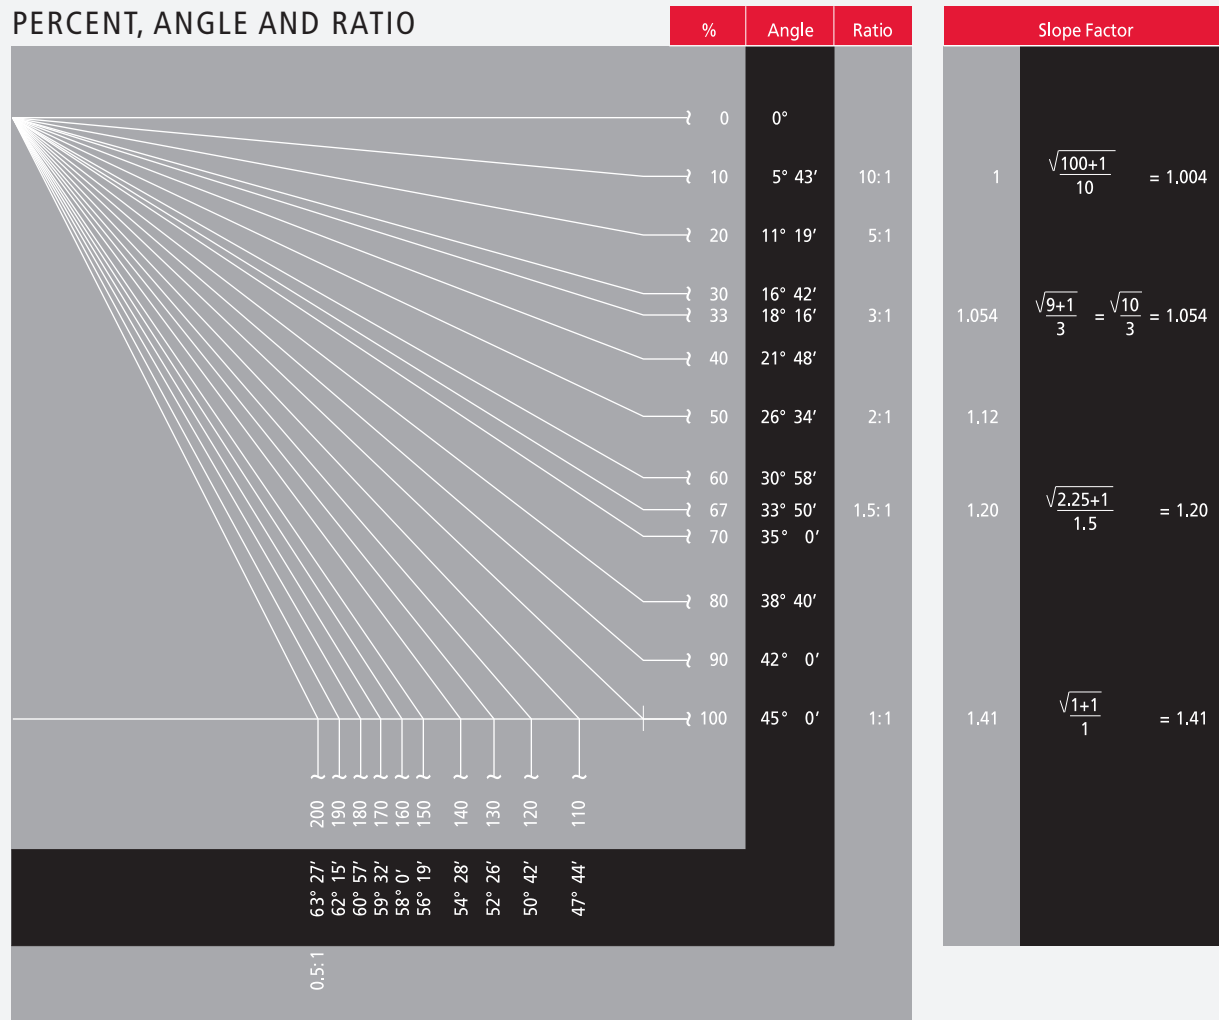 PERCENT, ANGLE AND RATIO
% Angle Ratio Slope Factor
0 0°
10 5° 43′ 10:1 1 √100+1/10 = 1.004
20 11° 19′ 5:1
30 16° 42′
33 18° 16′ 3:1 1.054 √9+1/3 = √10/3 = 1.054
40 21° 48′
50 26° 34′ 2:1 1.12
60 30° 58′
67 33° 50′ 1.5:1 1.20 √2.25+1/1.5 = 1.20
70 35° 0′
80 38° 40′
90 42° 0′
100 45° 0′ 1:1 1.41 √1+1/1 = 1.41
200 190 180 170 160 150 140 130 120 110
63° 27′ 62° 15′ 60° 57′ 59° 32′ 58° 0′ 56° 19′ 54° 28′ 52° 26′ 50° 42′ 47° 44′
0.5:1